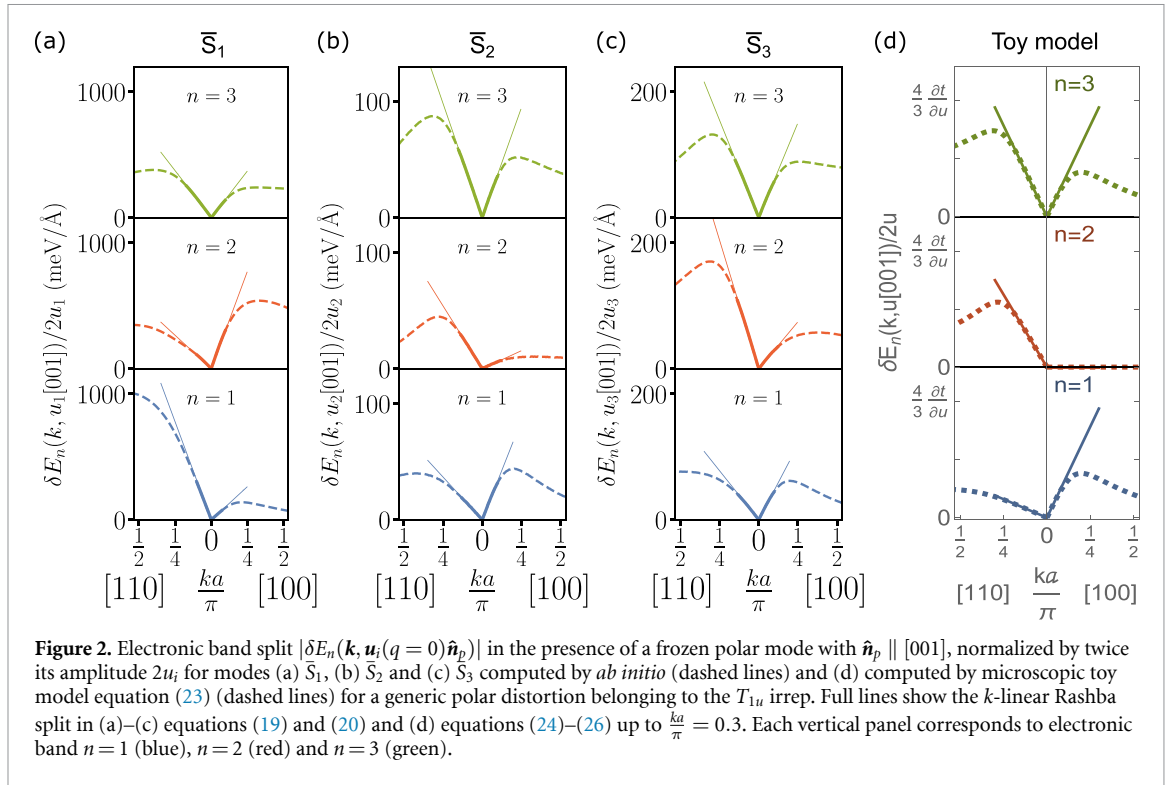 (a) S̄₁ (b) S̄₂ (c) S̄₃ (d) Toy model
δEₙ(k, u₁[001])/2u₁ (meV/Å)
1000
n = 3
0
1000
n = 2
0
1000
n = 1
0
1/2 1/4 0 1/4 1/2
[110] ka/π [100]
δEₙ(k, u₂[001])/2u₂ (meV/Å)
100
n = 3
0
100
n = 2
0
100
n = 1
0
1/2 1/4 0 1/4 1/2
[110] ka/π [100]
δEₙ(k, u₃[001])/2u₃ (meV/Å)
200
n = 3
0
200
n = 2
0
200
n = 1
0
1/2 1/4 0 1/4 1/2
[110] ka/π [100]
δEₙ(k,u[001])/2u
4/3 ∂t/∂u
n=3
0
4/3 ∂t/∂u
n=2
0
4/3 ∂t/∂u
n=1
0
1/2 1/4 0 1/4 1/2
[110] ka/π [100]
Figure 2. Electronic band split |δEₙ(k, uᵢ(q = 0)n̂ₚ)| in the presence of a frozen polar mode with n̂ₚ ∥ [001], normalized by twice
its amplitude 2uᵢ for modes (a) S̄₁, (b) S̄₂ and (c) S̄₃ computed by ab initio (dashed lines) and (d) computed by microscopic toy
model equation (23) (dashed lines) for a generic polar distortion belonging to the T₁ᵤ irrep. Full lines show the k-linear Rashba
split in (a)–(c) equations (19) and (20) and (d) equations (24)–(26) up to ka/π = 0.3. Each vertical panel corresponds to electronic
band n = 1 (blue), n = 2 (red) and n = 3 (green).